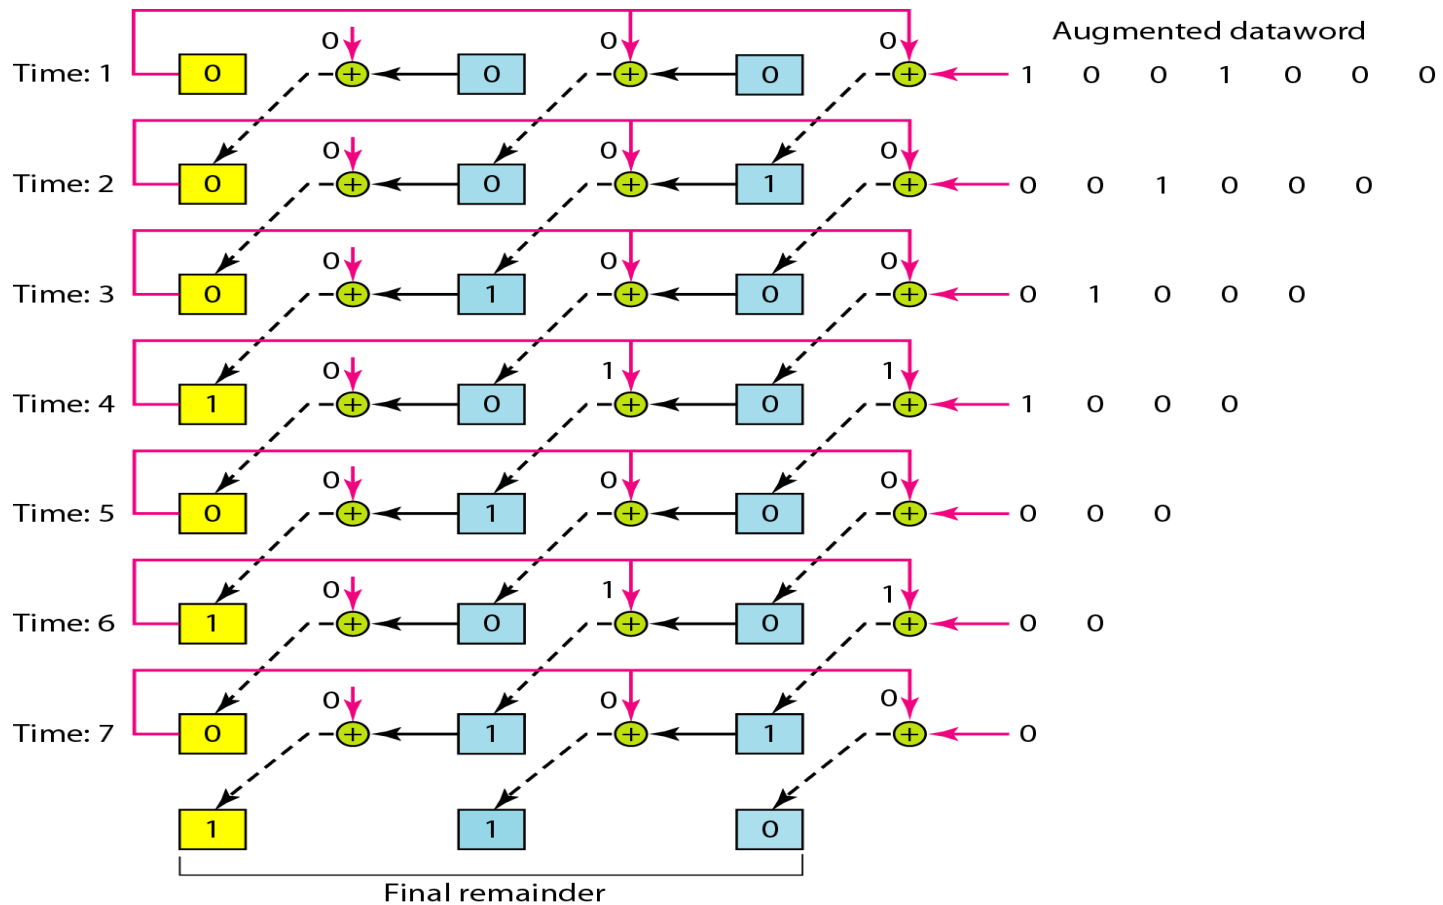 Augmented dataword
0 0 0
Time: 1 0 0 0 1 0 0 1 0 0 0
0 0 0
Time: 2 0 0 1 0 0 1 0 0 0
0 0 0
Time: 3 0 1 0 0 1 0 0 0
0 1 1
Time: 4 1 0 0 1 0 0 0
0 0 0
Time: 5 0 1 0 0 0 0
0 1 1
Time: 6 1 0 0 0 0
0 0 0
Time: 7 0 1 1 0
1 1 0
Final remainder